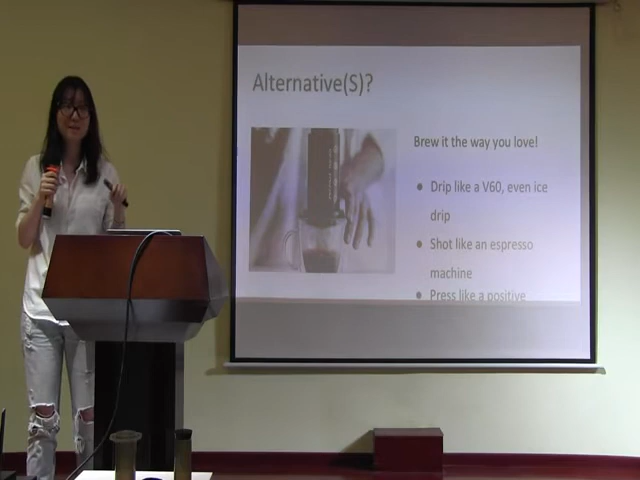 Alternative(S)?
Brew it the way you love!
● Drip like a V60, even ice
drip
● Shot like an espresso
machine
● Press like a positive